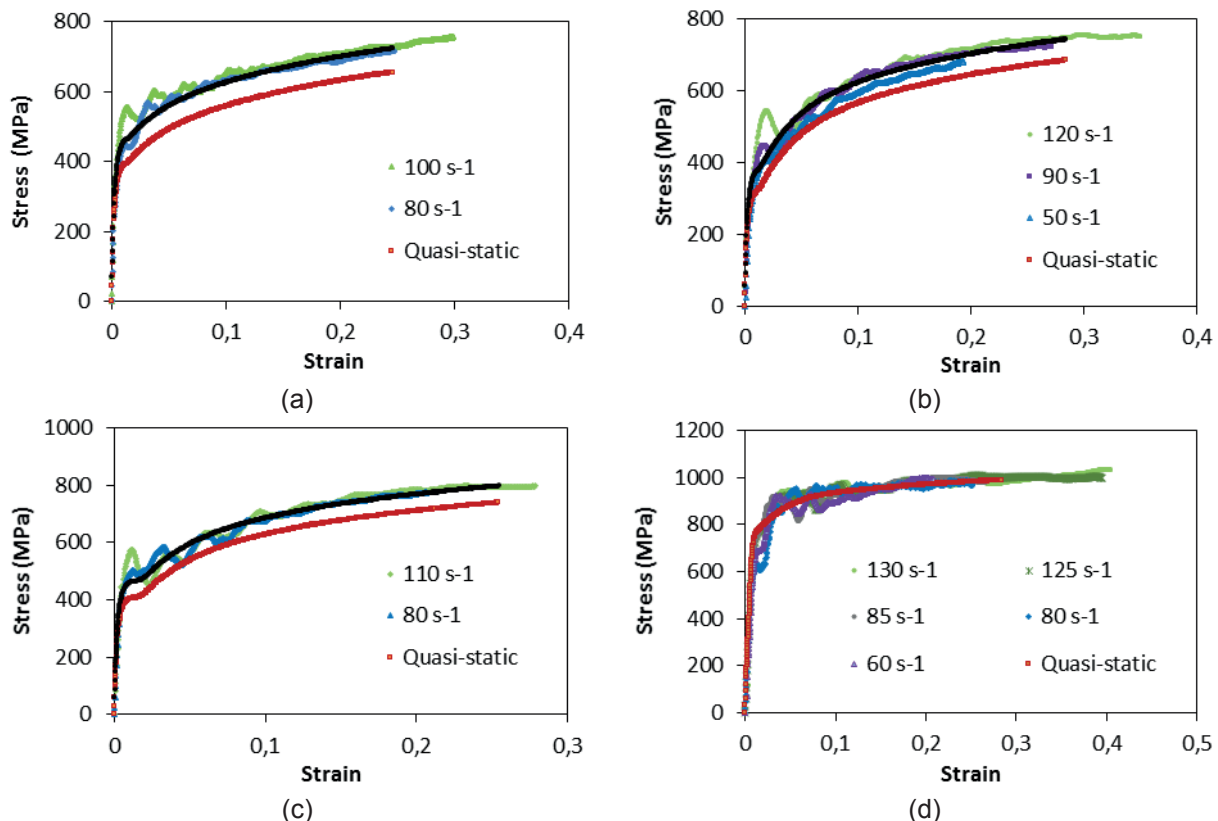 800
600
400
200
0
Stress (MPa)
100 s-1
80 s-1
Quasi-static
0 0,1 0,2 0,3 0,4
Strain
(a)
800
600
400
200
0
Stress (MPa)
120 s-1
90 s-1
50 s-1
Quasi-static
0 0,1 0,2 0,3 0,4
Strain
(b)
1000
800
600
400
200
0
Stress (MPa)
110 s-1
80 s-1
Quasi-static
0 0,1 0,2 0,3
Strain
(c)
1200
1000
800
600
400
200
0
Stress (MPa)
130 s-1 125 s-1
85 s-1 80 s-1
60 s-1 Quasi-static
0 0,1 0,2 0,3 0,4 0,5
Strain
(d)